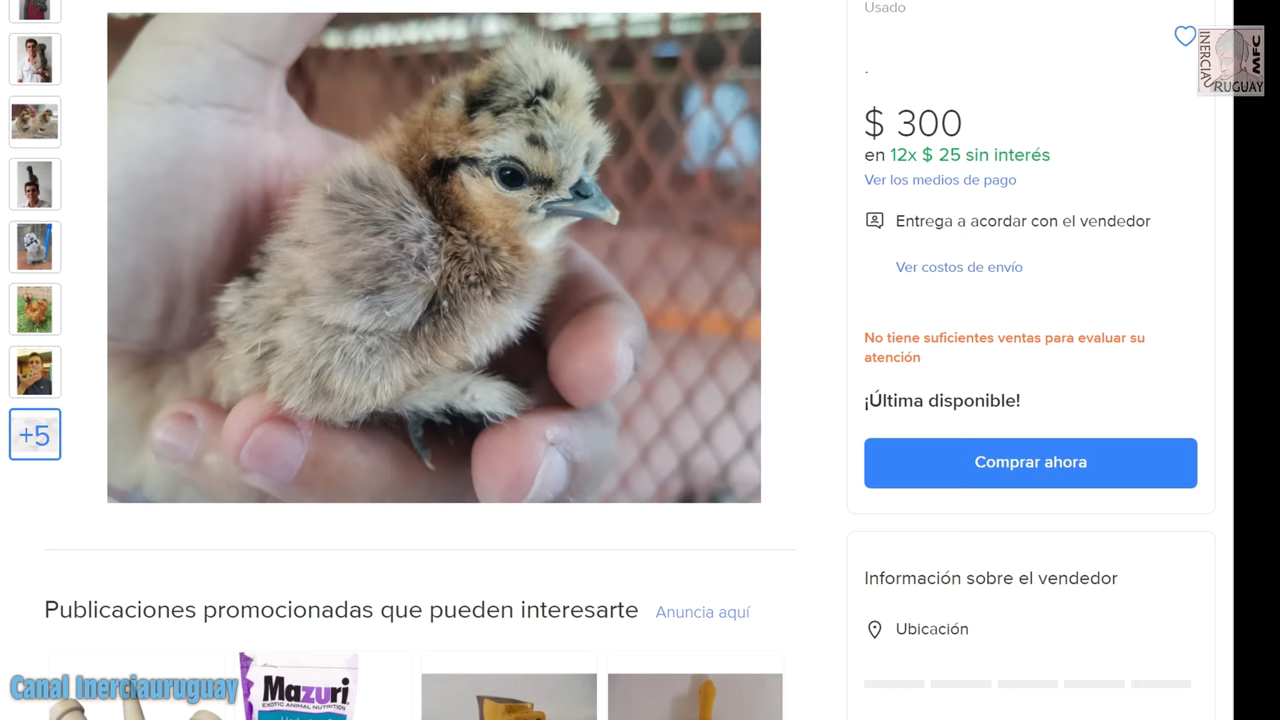 Usado
INERCIA
URUGUAY
MFC
.
$ 300
en 12x $ 25 sin interés
Ver los medios de pago
Entrega a acordar con el vendedor
Ver costos de envío
No tiene suficientes ventas para evaluar su
atención
¡Última disponible!
Comprar ahora
+5
Información sobre el vendedor
Ubicación
Publicaciones promocionadas que pueden interesarte Anuncia aquí
Mazuri
EXOTIC ANIMAL NUTRITION
Canal Inerciauruguay